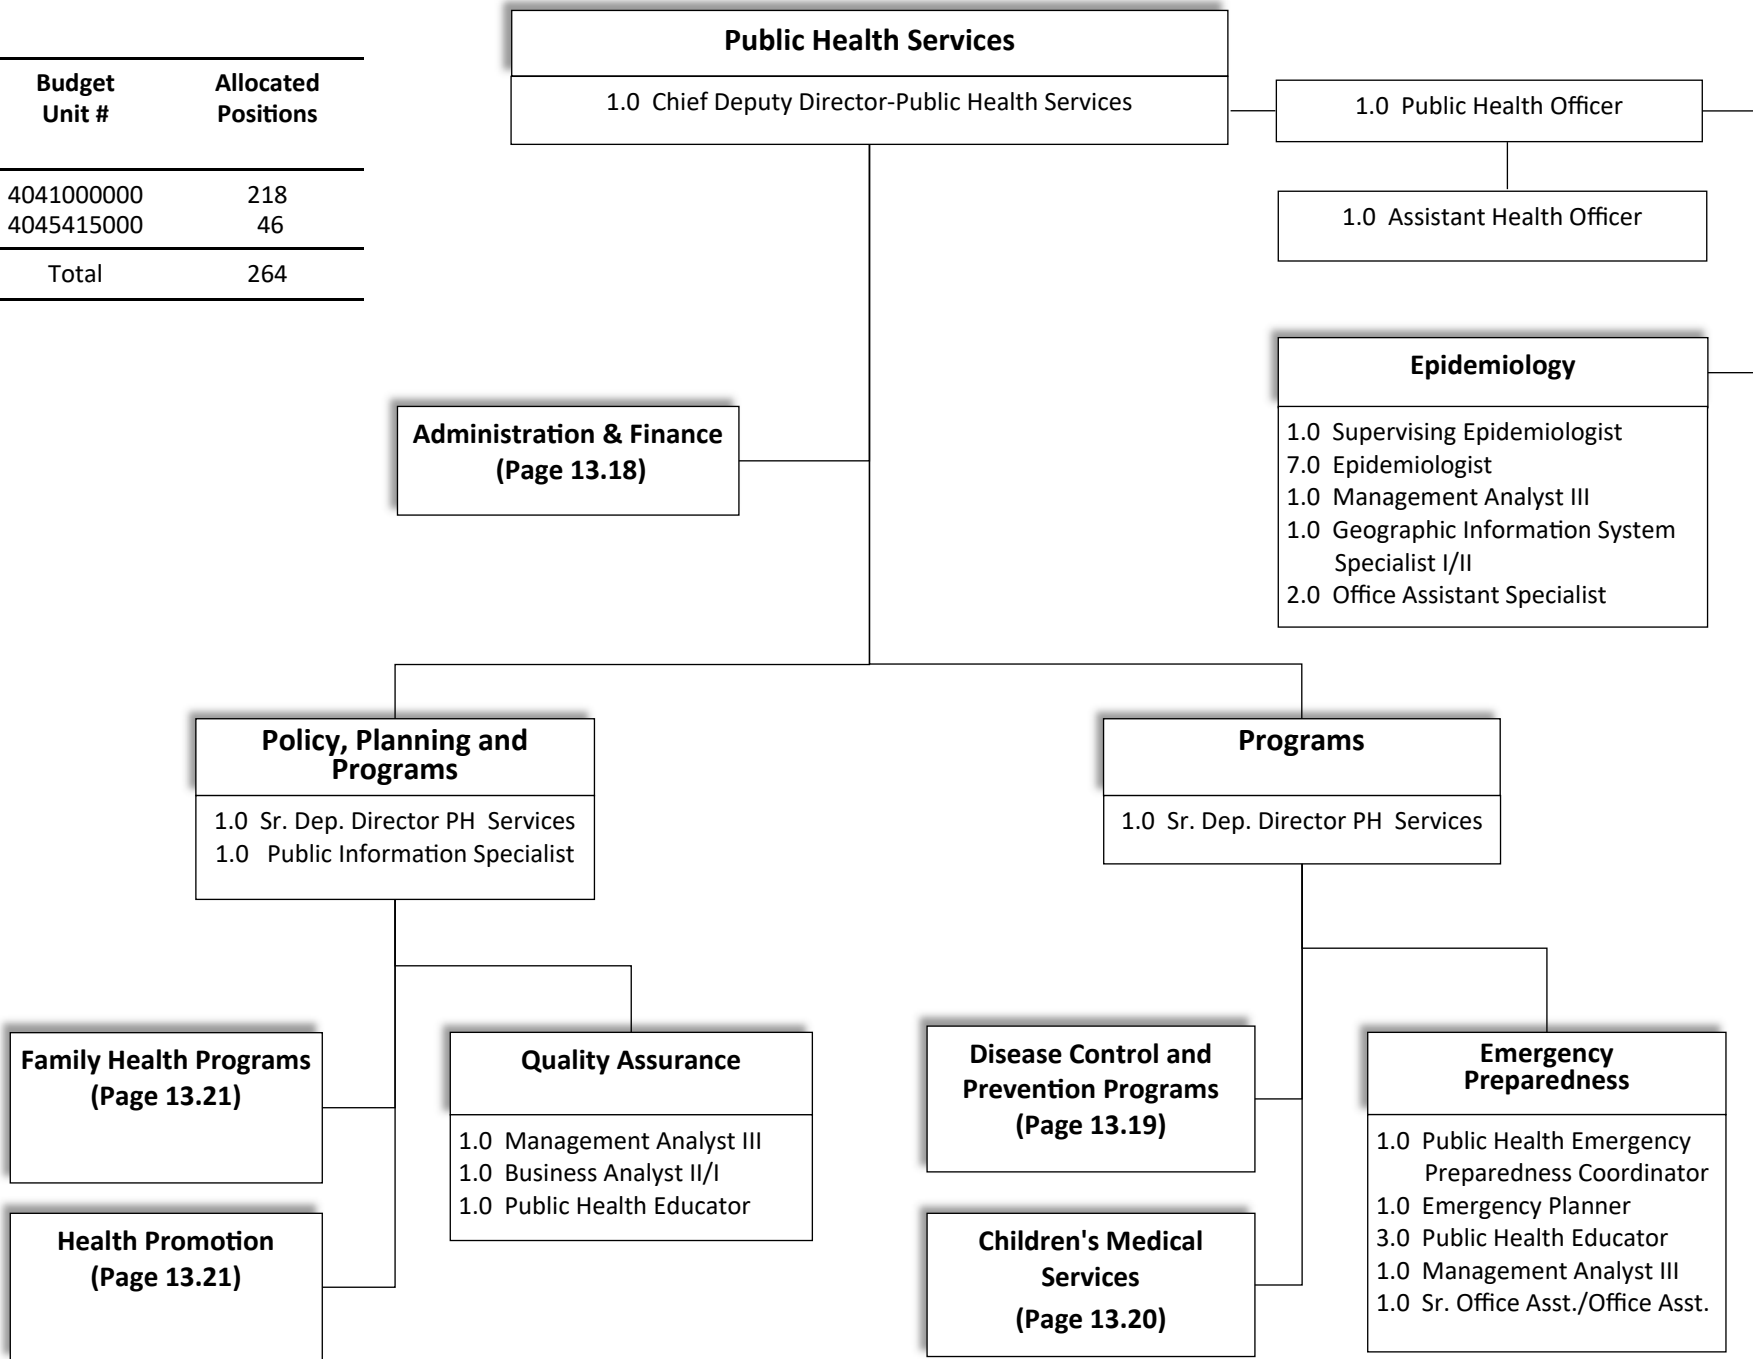 Public Health Services
1.0 Chief Deputy Director-Public Health Services
Budget Allocated
Unit # Positions
4041000000 218
4045415000 46
Total 264
1.0 Public Health Officer
1.0 Assistant Health Officer
Epidemiology
1.0 Supervising Epidemiologist
7.0 Epidemiologist
1.0 Management Analyst III
1.0 Geographic Information System
Specialist I/II
2.0 Office Assistant Specialist
Administration & Finance
(Page 13.18)
Policy, Planning and
Programs
1.0 Sr. Dep. Director PH Services
1.0 Public Information Specialist
Programs
1.0 Sr. Dep. Director PH Services
Family Health Programs
(Page 13.21)
Health Promotion
(Page 13.21)
Quality Assurance
1.0 Management Analyst III
1.0 Business Analyst II/I
1.0 Public Health Educator
Disease Control and
Prevention Programs
(Page 13.19)
Children's Medical
Services
(Page 13.20)
Emergency
Preparedness
1.0 Public Health Emergency
Preparedness Coordinator
1.0 Emergency Planner
3.0 Public Health Educator
1.0 Management Analyst III
1.0 Sr. Office Asst./Office Asst.